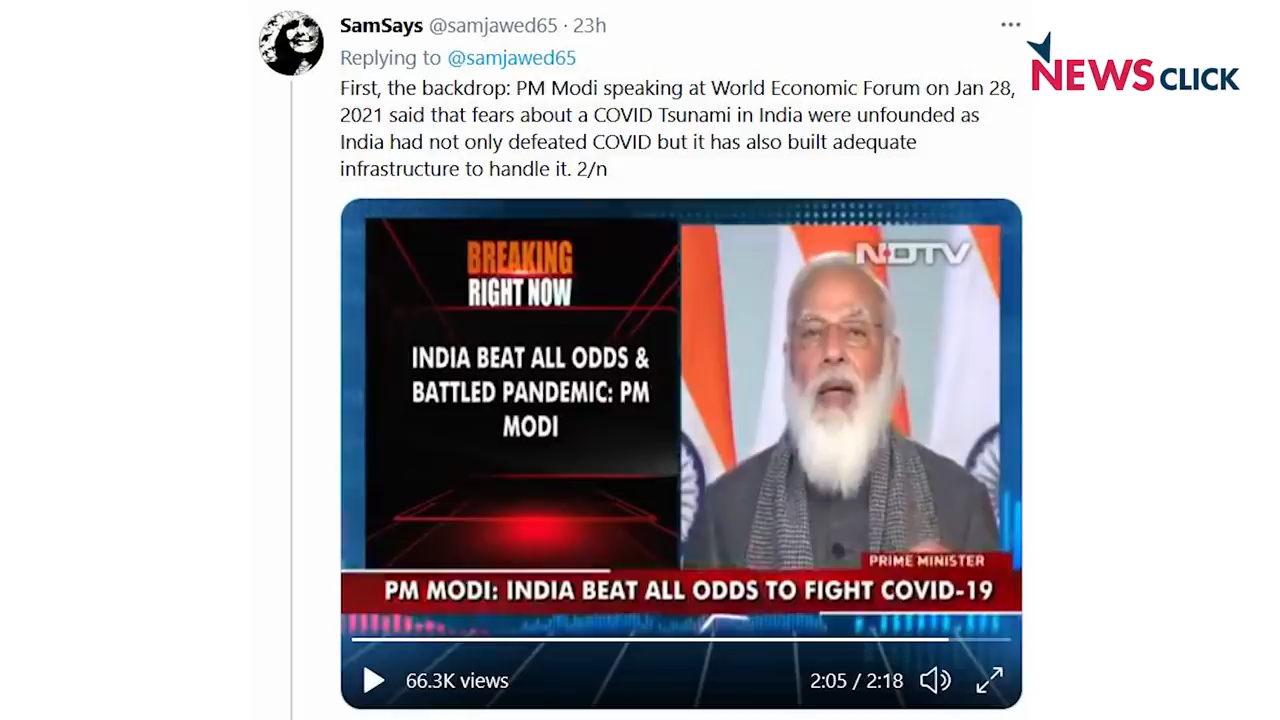 SamSays @samjawed65 · 23h
Replying to @samjawed65
First, the backdrop: PM Modi speaking at World Economic Forum on Jan 28,
2021 said that fears about a COVID Tsunami in India were unfounded as
India had not only defeated COVID but it has also built adequate
infrastructure to handle it. 2/n
NEWSCLICK
BREAKING
RIGHT NOW
INDIA BEAT ALL ODDS &
BATTLED PANDEMIC: PM
MODI
NDTV
PRIME MINISTER
PM MODI: INDIA BEAT ALL ODDS TO FIGHT COVID-19
66.3K views
2:05 / 2:18